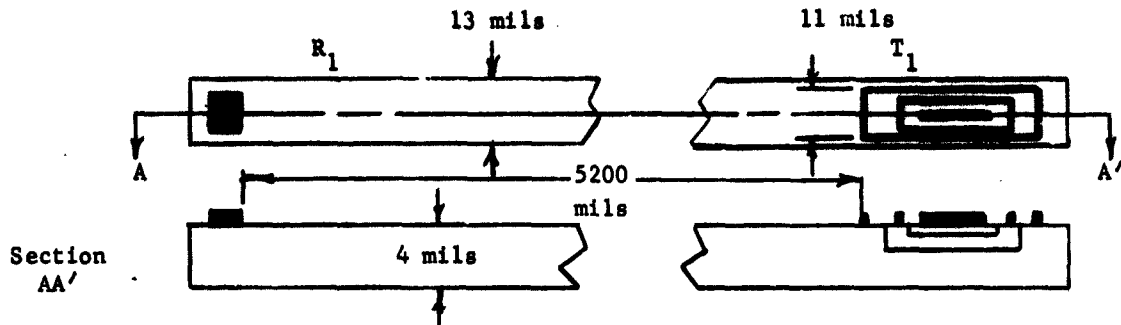 13 mils
11 mils
R1
T1
A
A'
5200
mils
4 mils
Section
AA'